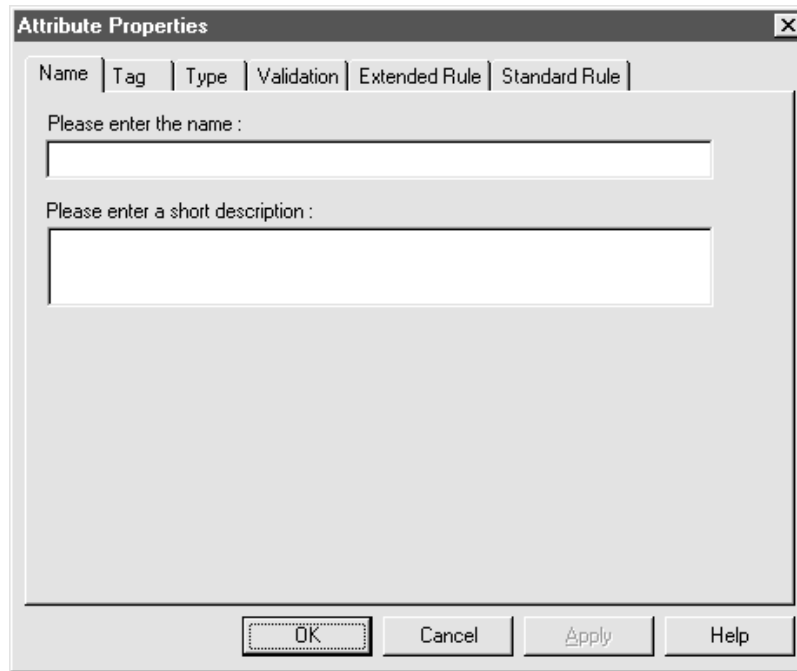 Attribute Properties
Name Tag Type Validation Extended Rule Standard Rule
Please enter the name :
Please enter a short description :
OK Cancel Apply Help